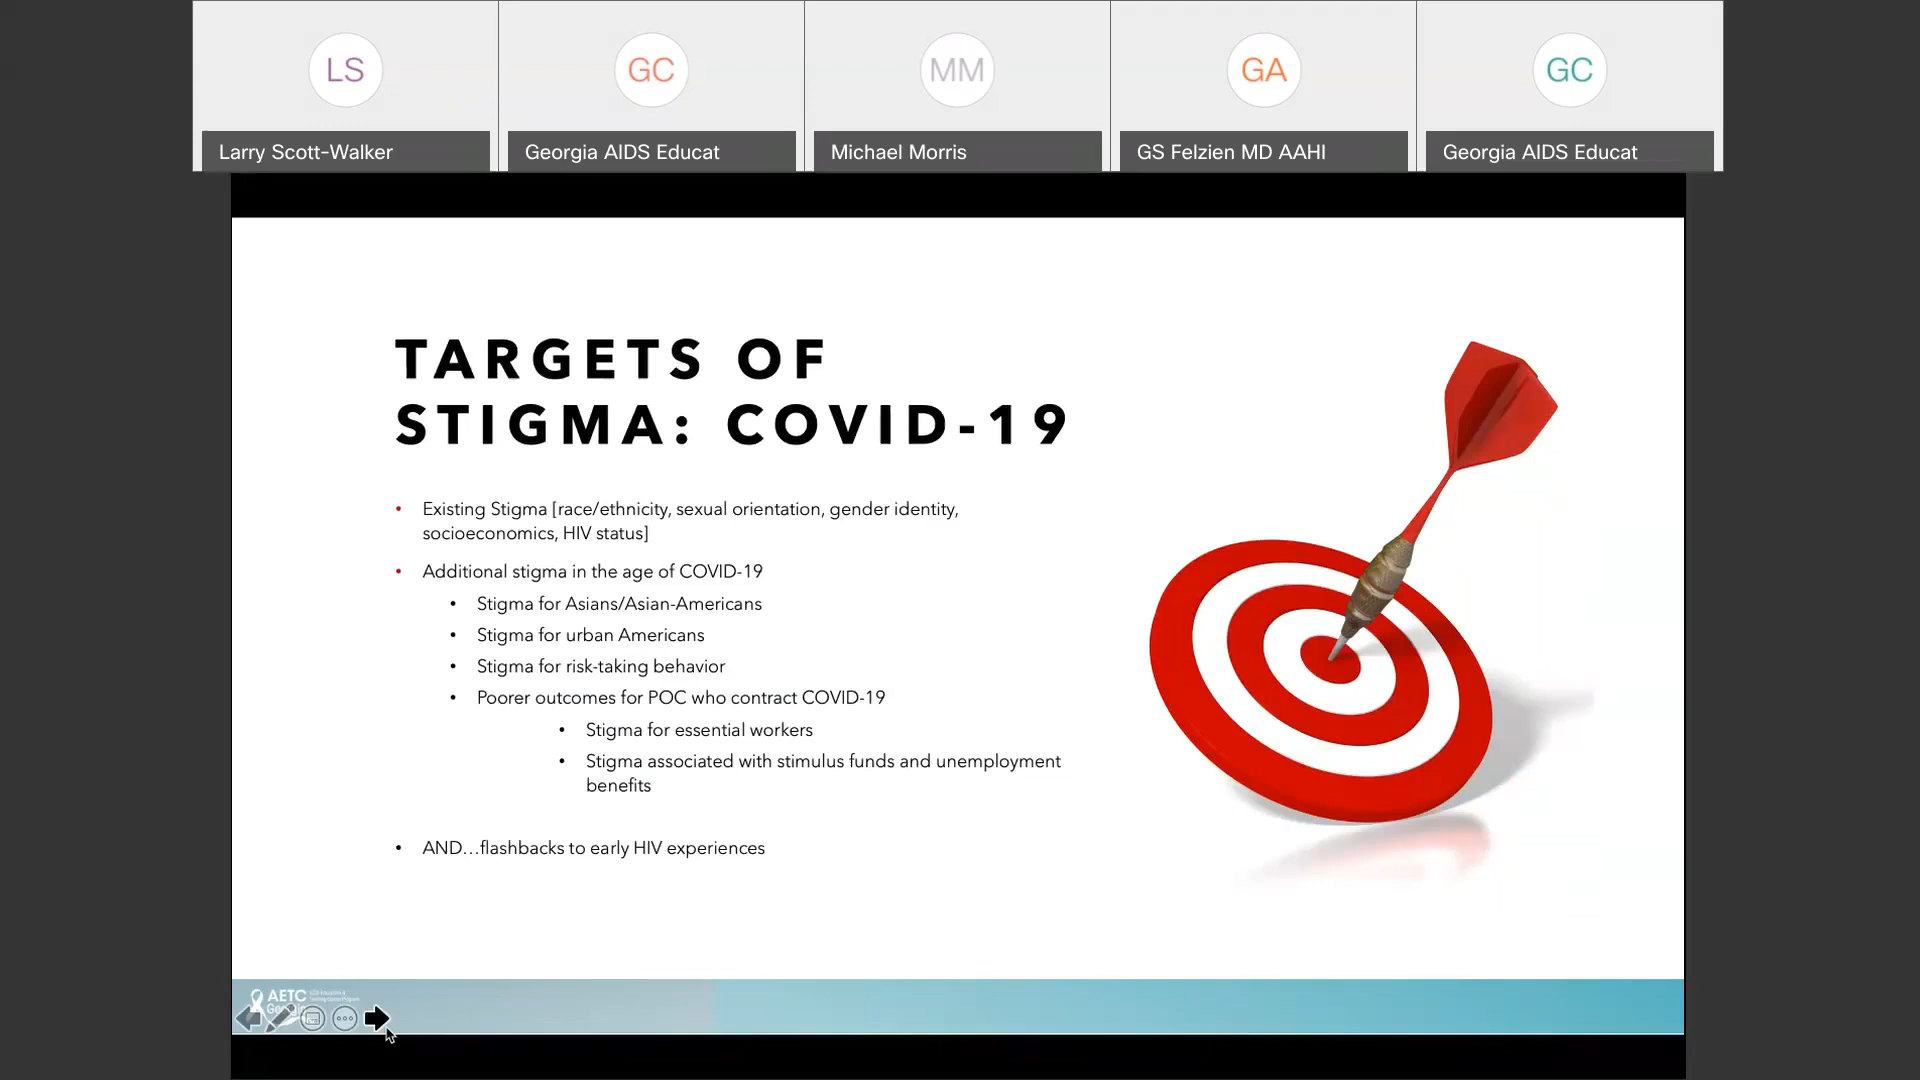 LS
GC
MM
GA
GC
Larry Scott-Walker
Georgia AIDS Educat
Michael Morris
GS Felzien MD AAHI
Georgia AIDS Educat
TARGETS OF
STIGMA: COVID-19
• Existing Stigma [race/ethnicity, sexual orientation, gender identity,
socioeconomics, HIV status]
• Additional stigma in the age of COVID-19
• Stigma for Asians/Asian-Americans
• Stigma for urban Americans
• Stigma for risk-taking behavior
• Poorer outcomes for POC who contract COVID-19
• Stigma for essential workers
• Stigma associated with stimulus funds and unemployment
benefits
• AND…flashbacks to early HIV experiences
AETC